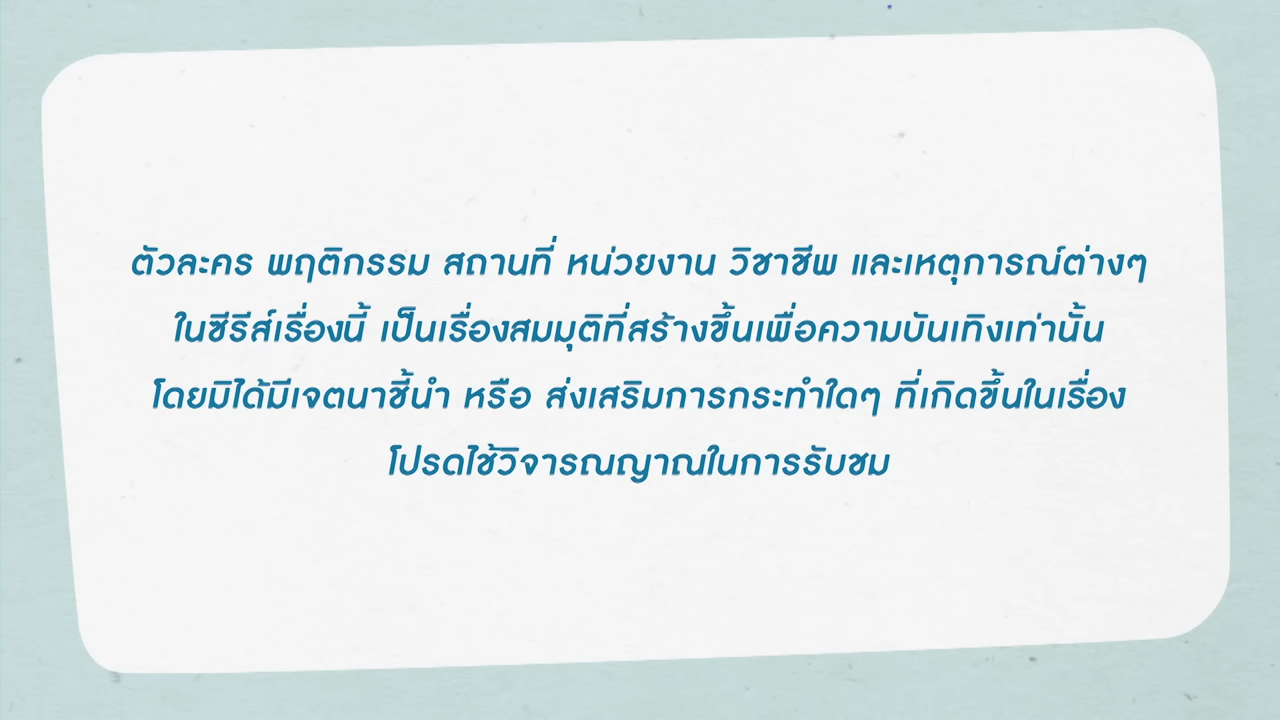 ตัวละคร พฤติกรรม สถานที่ หน่วยงาน วิชาชีพ และเหตุการณ์ต่างๆ
ในซีรีส์เรื่องนี้ เป็นเรื่องสมมุติที่สร้างขึ้นเพื่อความบันเทิงเท่านั้น
โดยมิได้มีเจตนาชี้นำ หรือ ส่งเสริมการกระทำใดๆ ที่เกิดขึ้นในเรื่อง
โปรดใช้วิจารณญาณในการรับชม